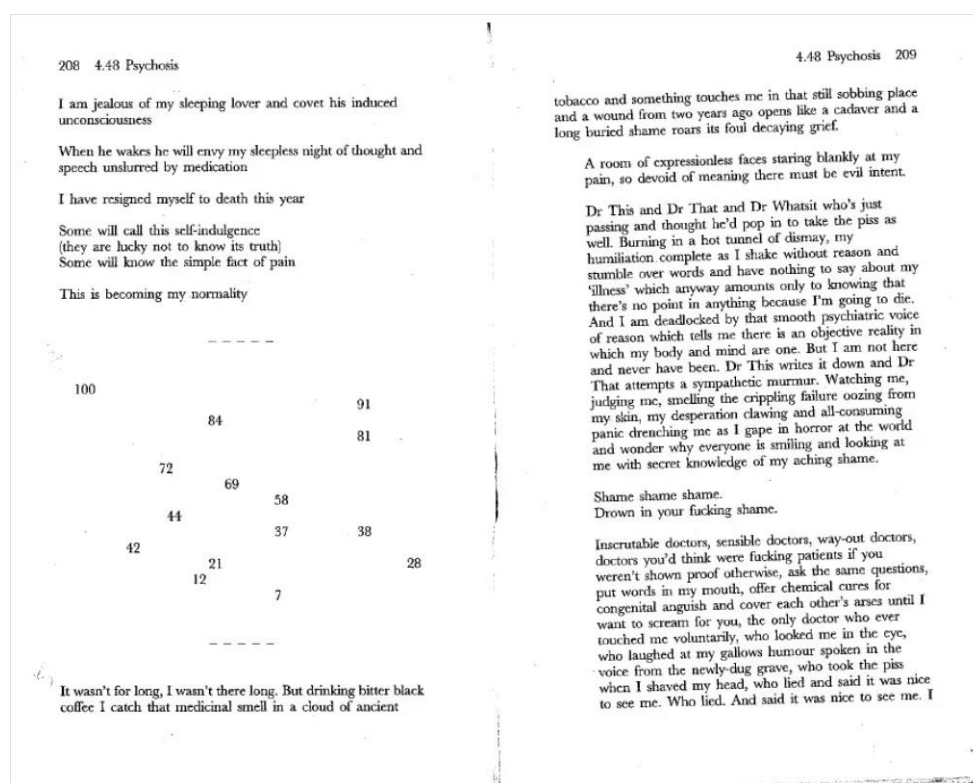 208 4.48 Psychosis
I am jealous of my sleeping lover and covet his induced
unconsciousness
When he wakes he will envy my sleepless night of thought and
speech unslurred by medication
I have resigned myself to death this year
Some will call this self-indulgence
(they are lucky not to know its truth)
Some will know the simple fact of pain
This is becoming my normality
- - - - -
100
91
84
81
72
69
58
44
37 38
42
21 28
12
7
- - - - -
It wasn't for long, I wasn't there long. But drinking bitter black
coffee I catch that medicinal smell in a cloud of ancient
4.48 Psychosis 209
tobacco and something touches me in that still sobbing place
and a wound from two years ago opens like a cadaver and a
long buried shame roars its foul decaying grief.
A room of expressionless faces staring blankly at my
pain, so devoid of meaning there must be evil intent.
Dr This and Dr That and Dr Whatsit who's just
passing and thought he'd pop in to take the piss as
well. Burning in a hot tunnel of dismay, my
humiliation complete as I shake without reason and
stumble over words and have nothing to say about my
'illness' which anyway amounts only to knowing that
there's no point in anything because I'm going to die.
And I am deadlocked by that smooth psychiatric voice
of reason which tells me there is an objective reality in
which my body and mind are one. But I am not here
and never have been. Dr This writes it down and Dr
That attempts a sympathetic murmur. Watching me,
judging me, smelling the crippling failure oozing from
my skin, my desperation clawing and all-consuming
panic drenching me as I gape in horror at the world
and wonder why everyone is smiling and looking at
me with secret knowledge of my aching shame.
Shame shame shame.
Drown in your fucking shame.
Inscrutable doctors, sensible doctors, way-out doctors,
doctors you'd think were fucking patients if you
weren't shown proof otherwise, ask the same questions,
put words in my mouth, offer chemical cures for
congenital anguish and cover each other's arses until I
want to scream for you, the only doctor who ever
touched me voluntarily, who looked me in the eye,
who laughed at my gallows humour spoken in the
voice from the newly-dug grave, who took the piss
when I shaved my head, who lied and said it was nice
to see me. Who lied. And said it was nice to see me. I